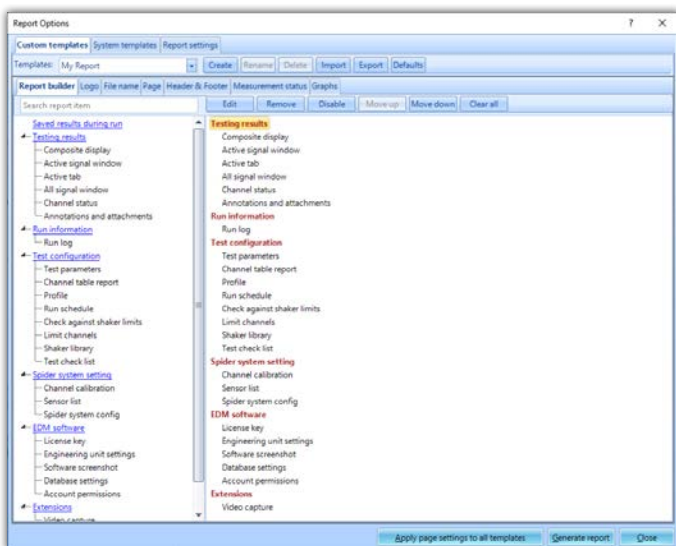 Report Options
Custom templates System templates Report settings
Templates: My Report Create Rename Delete Import Export Defaults
Report builder Logo File name Page Header & Footer Measurement status Graphs
Search report item Edit Remove Disable Move up Move down Clear all
Saved results during run
Testing results
Composite display
Active signal window
Active tab
All signal window
Channel status
Annotations and attachments
Run information
Run log
Test configuration
Test parameters
Channel table report
Profile
Run schedule
Check against shaker limits
Limit channels
Shaker library
Test check list
Spider system setting
Channel calibration
Sensor list
Spider system config
EDM software
License key
Engineering unit settings
Software screenshot
Database settings
Account permissions
Extensions
Video capture
Testing results
Composite display
Active signal window
Active tab
All signal window
Channel status
Annotations and attachments
Run information
Run log
Test configuration
Test parameters
Channel table report
Profile
Run schedule
Check against shaker limits
Limit channels
Shaker library
Test check list
Spider system setting
Channel calibration
Sensor list
Spider system config
EDM software
License key
Engineering unit settings
Software screenshot
Database settings
Account permissions
Extensions
Video capture
Apply page settings to all templates Generate report Close